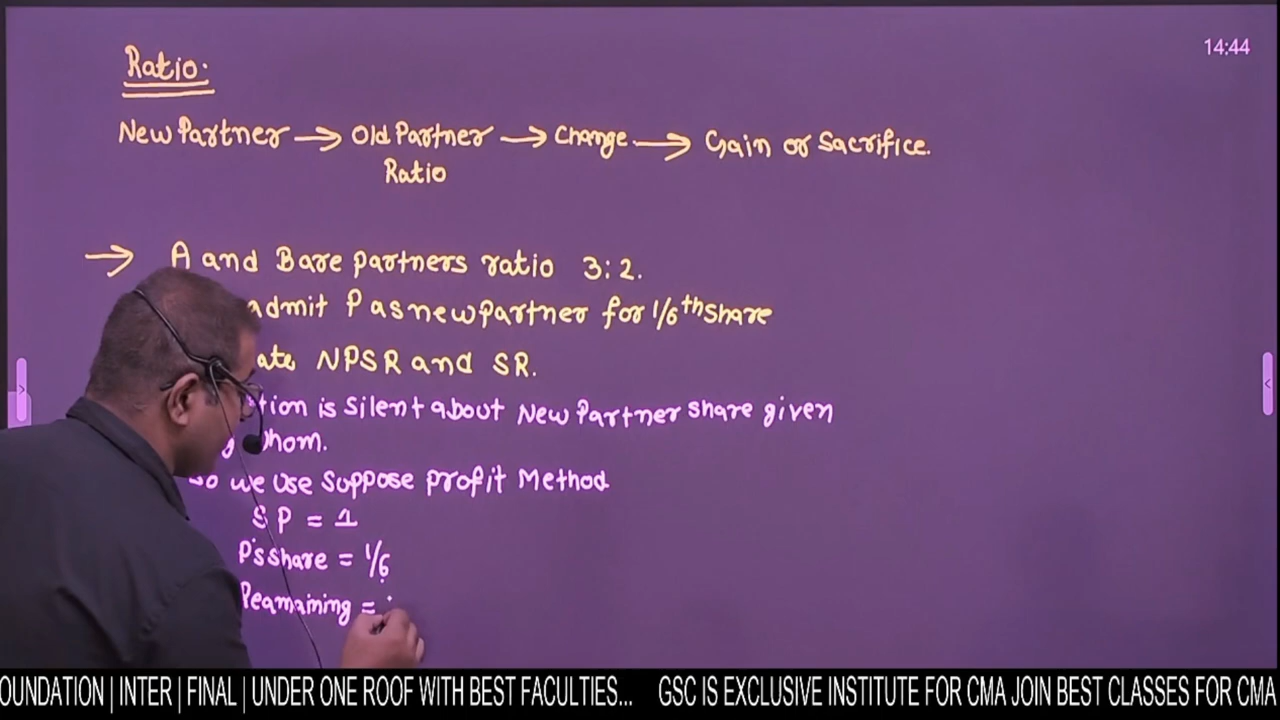 14:44
Ratio.
New Partner → Old Partner → Change → Gain or Sacrifice.
Ratio
→ A and B are partners ratio 3:2.
admit P as new partner for 1/6th share
ate NPSR and SR.
tion is Silent about New Partner share given
whom.
So we use Suppose Profit Method
SP = 1
P's share = 1/6
Reamaining =
OUNDATION | INTER | FINAL | UNDER ONE ROOF WITH BEST FACULTIES... GSC IS EXCLUSIVE INSTITUTE FOR CMA JOIN BEST CLASSES FOR CMA